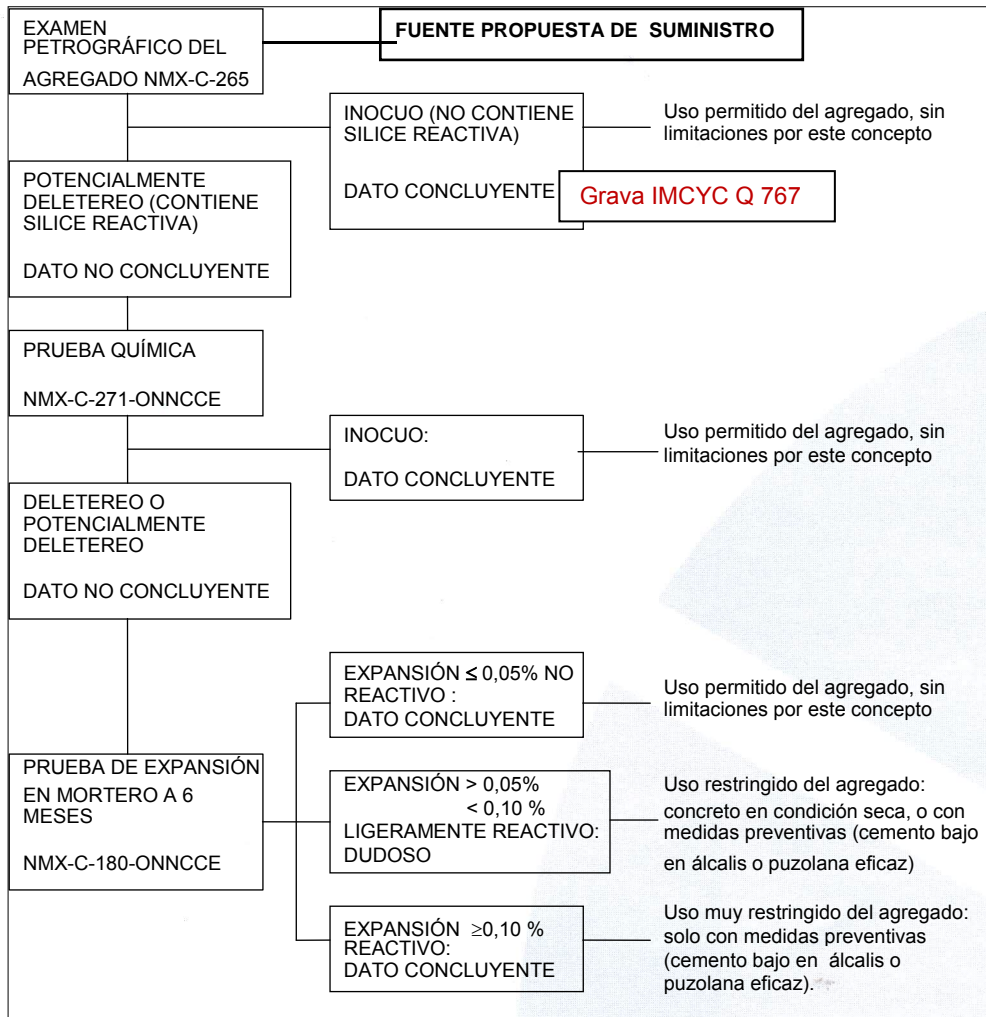 EXAMEN
PETROGRÁFICO DEL
AGREGADO NMX-C-265
FUENTE PROPUESTA DE SUMINISTRO
INOCUO (NO CONTIENE
SILICE REACTIVA)
DATO CONCLUYENTE
Uso permitido del agregado, sin
limitaciones por este concepto
Grava IMCYC Q 767
POTENCIALMENTE
DELETEREO (CONTIENE
SILICE REACTIVA)
DATO NO CONCLUYENTE
PRUEBA QUÍMICA
NMX-C-271-ONNCCE
INOCUO:
DATO CONCLUYENTE
Uso permitido del agregado, sin
limitaciones por este concepto
DELETEREO O
POTENCIALMENTE
DELETEREO
DATO NO CONCLUYENTE
PRUEBA DE EXPANSIÓN
EN MORTERO A 6
MESES
NMX-C-180-ONNCCE
EXPANSIÓN ≤ 0,05% NO
REACTIVO :
DATO CONCLUYENTE
Uso permitido del agregado, sin
limitaciones por este concepto
EXPANSIÓN > 0,05%
< 0,10 %
LIGERAMENTE REACTIVO:
DUDOSO
Uso restringido del agregado:
concreto en condición seca, o con
medidas preventivas (cemento bajo
en álcalis o puzolana eficaz)
EXPANSIÓN ≥0,10 %
REACTIVO:
DATO CONCLUYENTE
Uso muy restringido del agregado:
solo con medidas preventivas
(cemento bajo en álcalis o
puzolana eficaz).